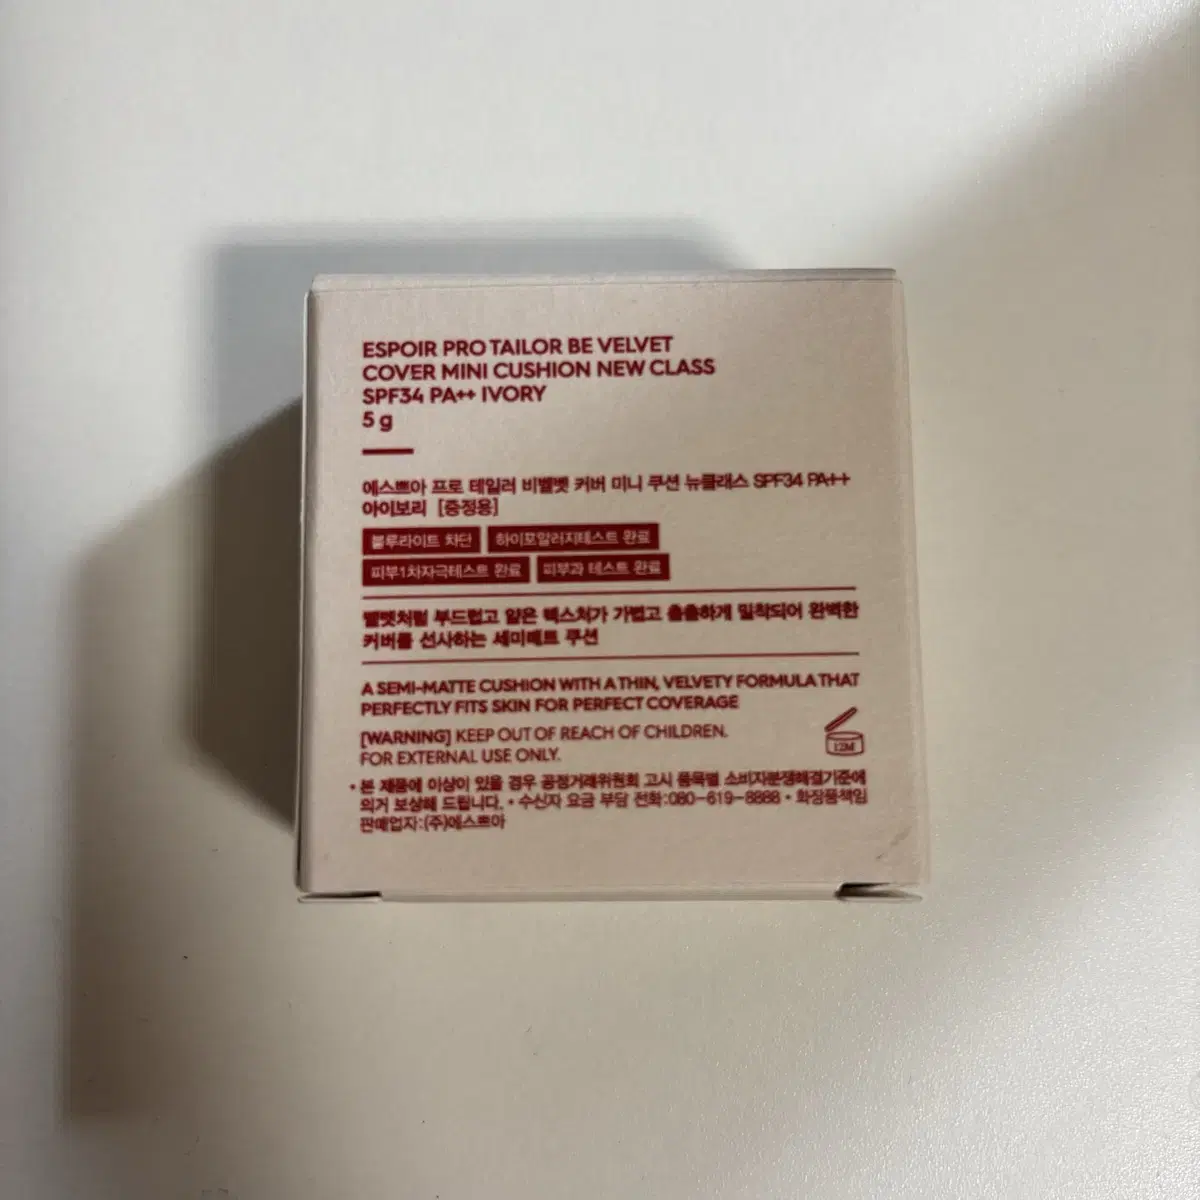 ESPOIR PRO TAILOR BE VELVET
COVER MINI CUSHION NEW CLASS
SPF34 PA++ IVORY
5 g
에스쁘아 프로 테일러 비벨벳 커버 미니 쿠션 뉴클래스 SPF34 PA++
아이보리 [증정용]
블루라이트 차단 하이포알러지테스트 완료
피부1차자극테스트 완료 피부과 테스트 완료
벨벳처럼 부드럽고 얇은 텍스처가 가볍고 촘촘하게 밀착되어 완벽한
커버를 선사하는 세미매트 쿠션
A SEMI-MATTE CUSHION WITH A THIN, VELVETY FORMULA THAT
PERFECTLY FITS SKIN FOR PERFECT COVERAGE
[WARNING] KEEP OUT OF REACH OF CHILDREN.
FOR EXTERNAL USE ONLY.
12M
• 본 제품에 이상이 있을 경우 공정거래위원회 고시 품목별 소비자분쟁해결기준에
의거 보상해 드립니다. • 수신자 요금 부담 전화:080-619-8888 • 화장품책임
판매업자:(주)에스쁘아